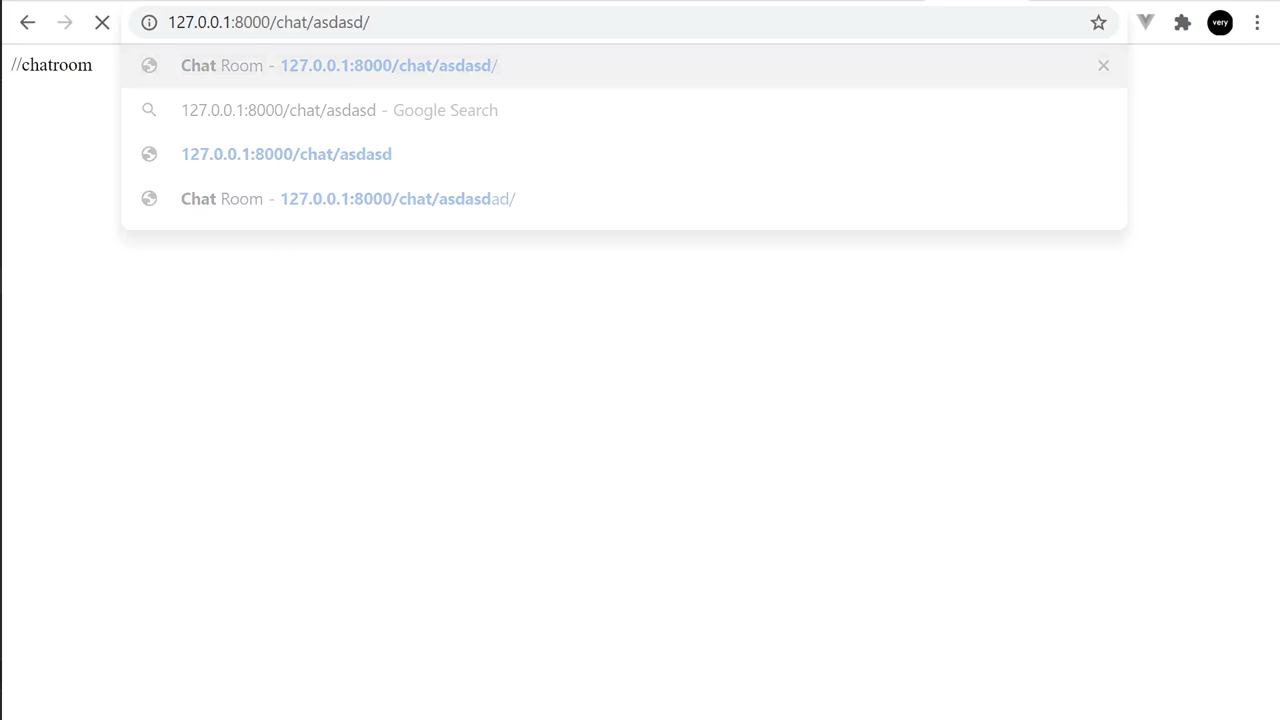 127.0.0.1:8000/chat/asdasd/
very
//chatroom
Chat Room - 127.0.0.1:8000/chat/asdasd/
127.0.0.1:8000/chat/asdasd - Google Search
127.0.0.1:8000/chat/asdasd
Chat Room - 127.0.0.1:8000/chat/asdasdad/